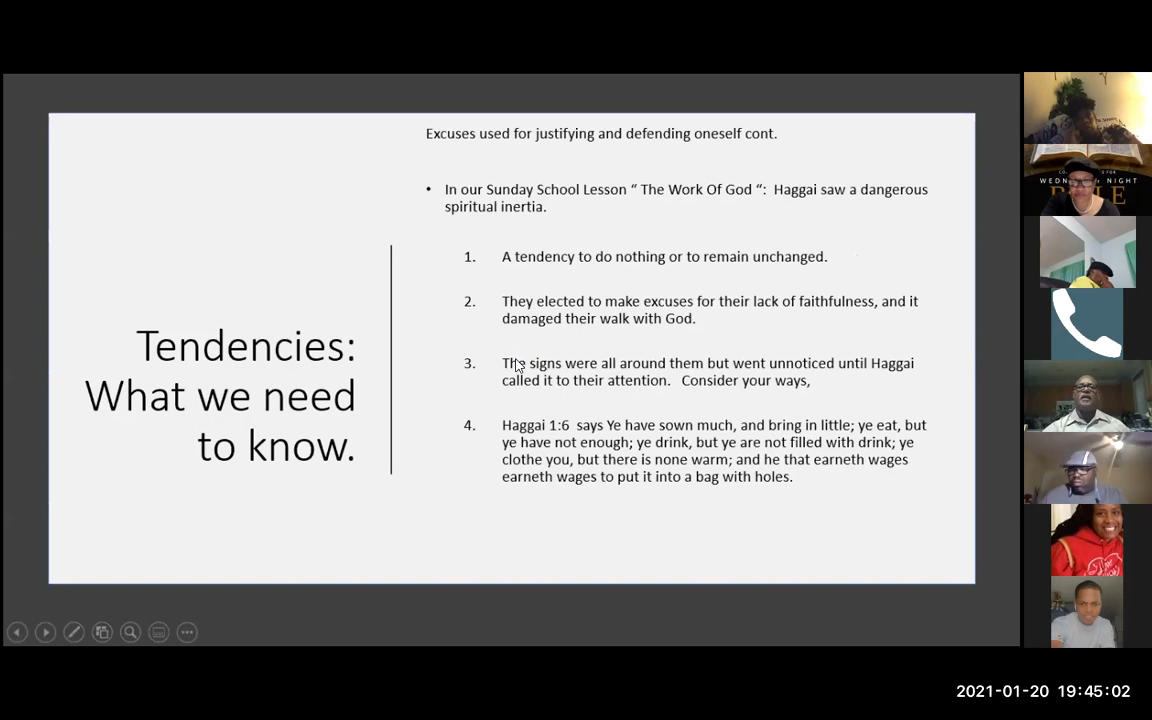 Excuses used for justifying and defending oneself cont.
• In our Sunday School Lesson “ The Work Of God “:  Haggai saw a dangerous
spiritual inertia.
1. A tendency to do nothing or to remain unchanged.
2. They elected to make excuses for their lack of faithfulness, and it
damaged their walk with God.
3. The signs were all around them but went unnoticed until Haggai
called it to their attention.   Consider your ways,
4. Haggai 1:6  says Ye have sown much, and bring in little; ye eat, but
ye have not enough; ye drink, but ye are not filled with drink; ye
clothe you, but there is none warm; and he that earneth wages
earneth wages to put it into a bag with holes.
Tendencies:
What we need
to know.
NIGHT
2021-01-20 19:45:02